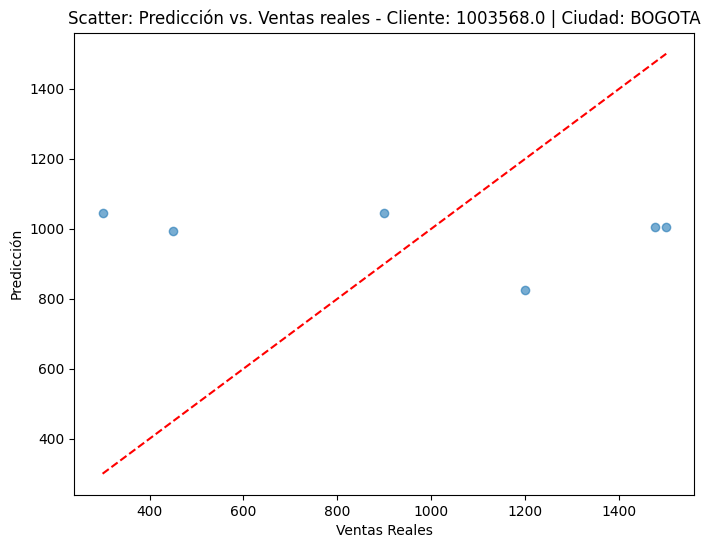 Scatter: Predicción vs. Ventas reales - Cliente: 1003568.0 | Ciudad: BOGOTA
1400
1200
1000
800
600
400
Predicción
400 600 800 1000 1200 1400
Ventas Reales